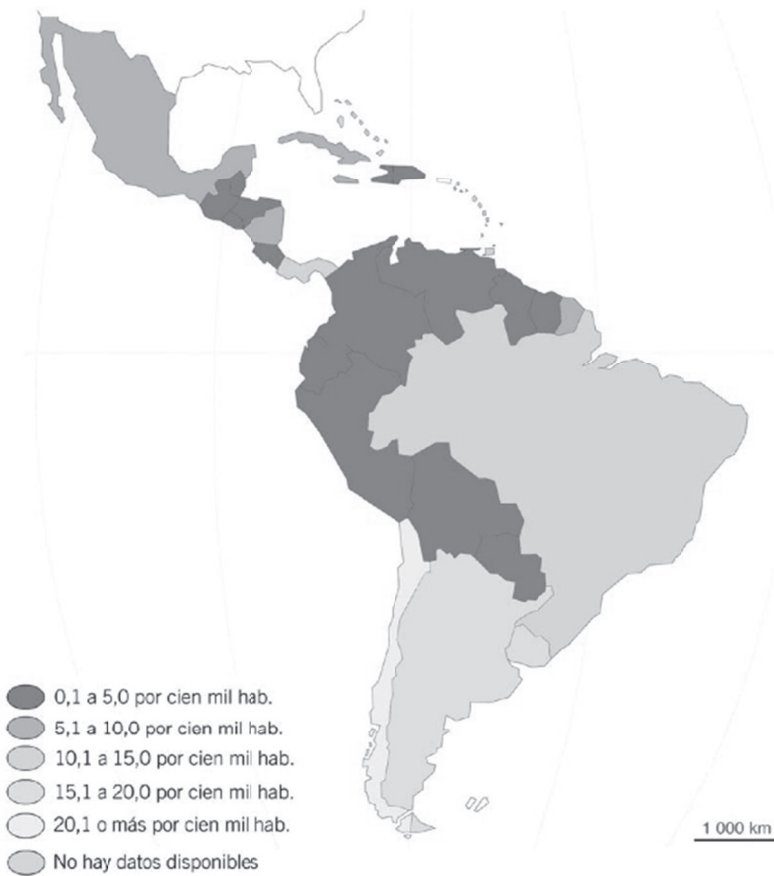 0,1 a 5,0 por cien mil hab.
5,1 a 10,0 por cien mil hab.
10,1 a 15,0 por cien mil hab.
15,1 a 20,0 por cien mil hab.
20,1 o más por cien mil hab.
No hay datos disponibles
1 000 km